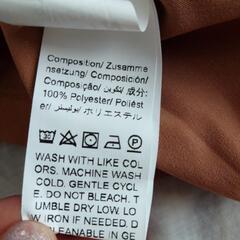 Composition/ Zusamme
nsetzung/ Composición/
Composição/ تكوين/ 成分:
100% Polyester/ Poliést
er/ بوليستر/ ポリエステル
WASH WITH LIKE COL
ORS. MACHINE WASH
COLD. GENTLE CYCL
E. DO NOT BLEACH. T
UMBLE DRY LOW. LO
W IRON IF NEEDED. DO